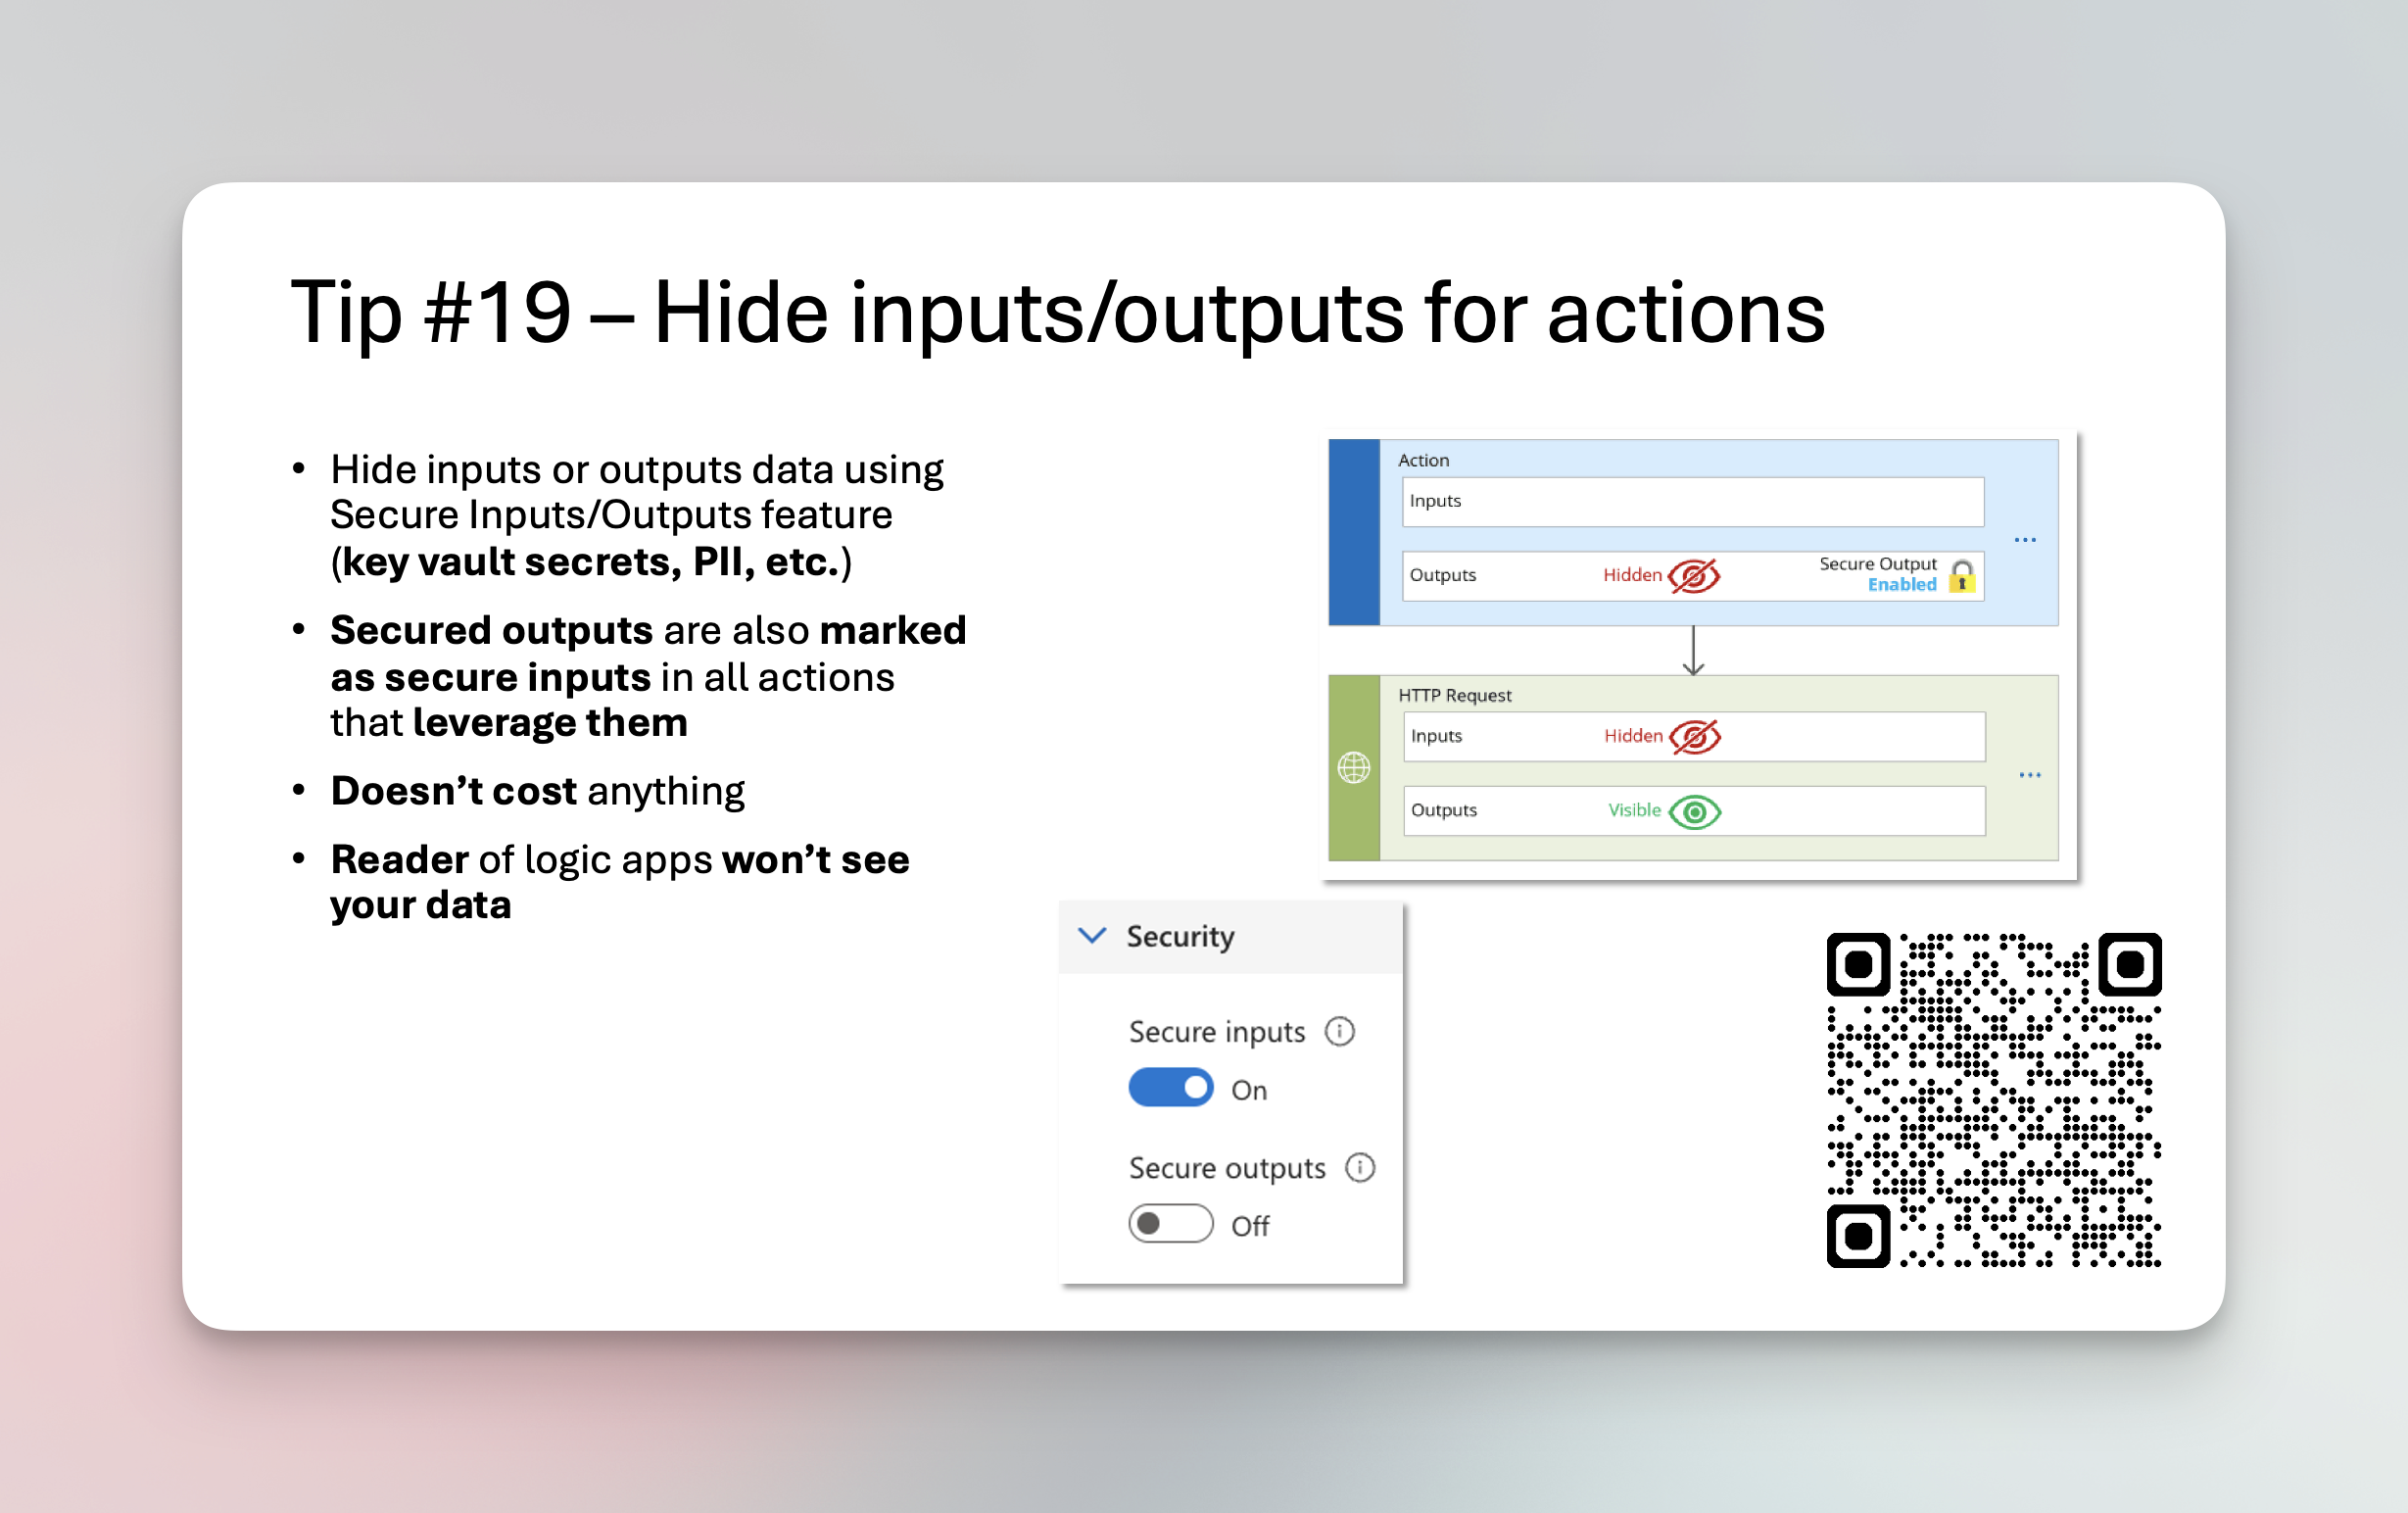 Tip #19 – Hide inputs/outputs for actions
• Hide inputs or outputs data using
Secure Inputs/Outputs feature
(key vault secrets, PII, etc.)
• Secured outputs are also marked
as secure inputs in all actions
that leverage them
• Doesn’t cost anything
• Reader of logic apps won’t see
your data
Action
Inputs
Outputs Hidden Secure Output
Enabled
HTTP Request
Inputs Hidden
Outputs Visible
Security
Secure inputs
On
Secure outputs
Off